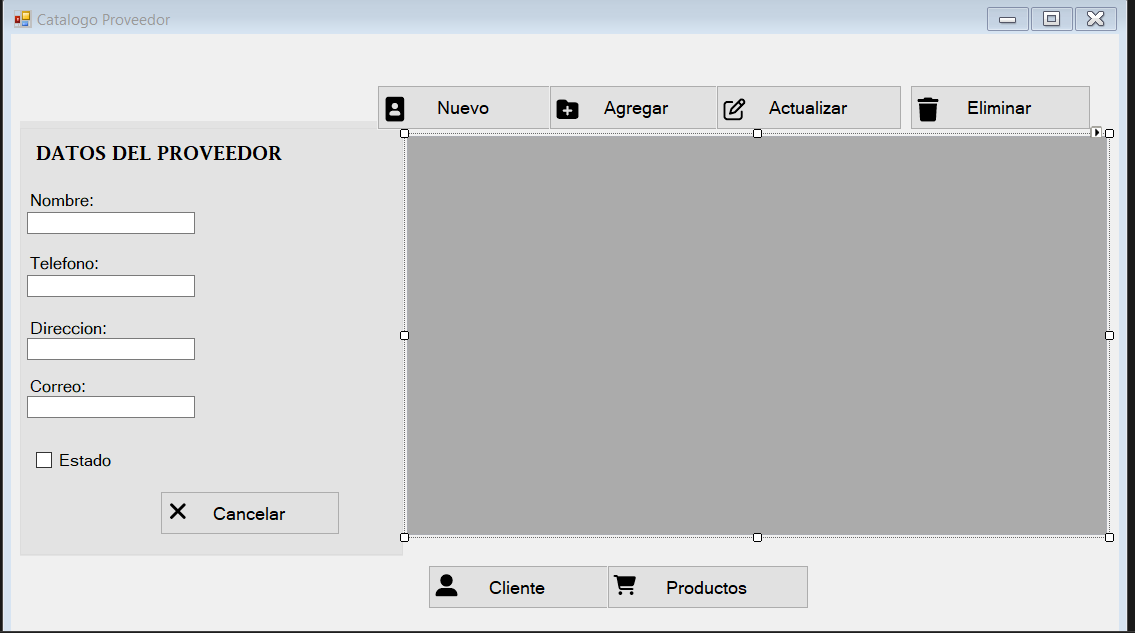 Catalogo Proveedor
Nuevo
Agregar
Actualizar
Eliminar
DATOS DEL PROVEEDOR
Nombre:
Telefono:
Direccion:
Correo:
Estado
Cancelar
Cliente
Productos